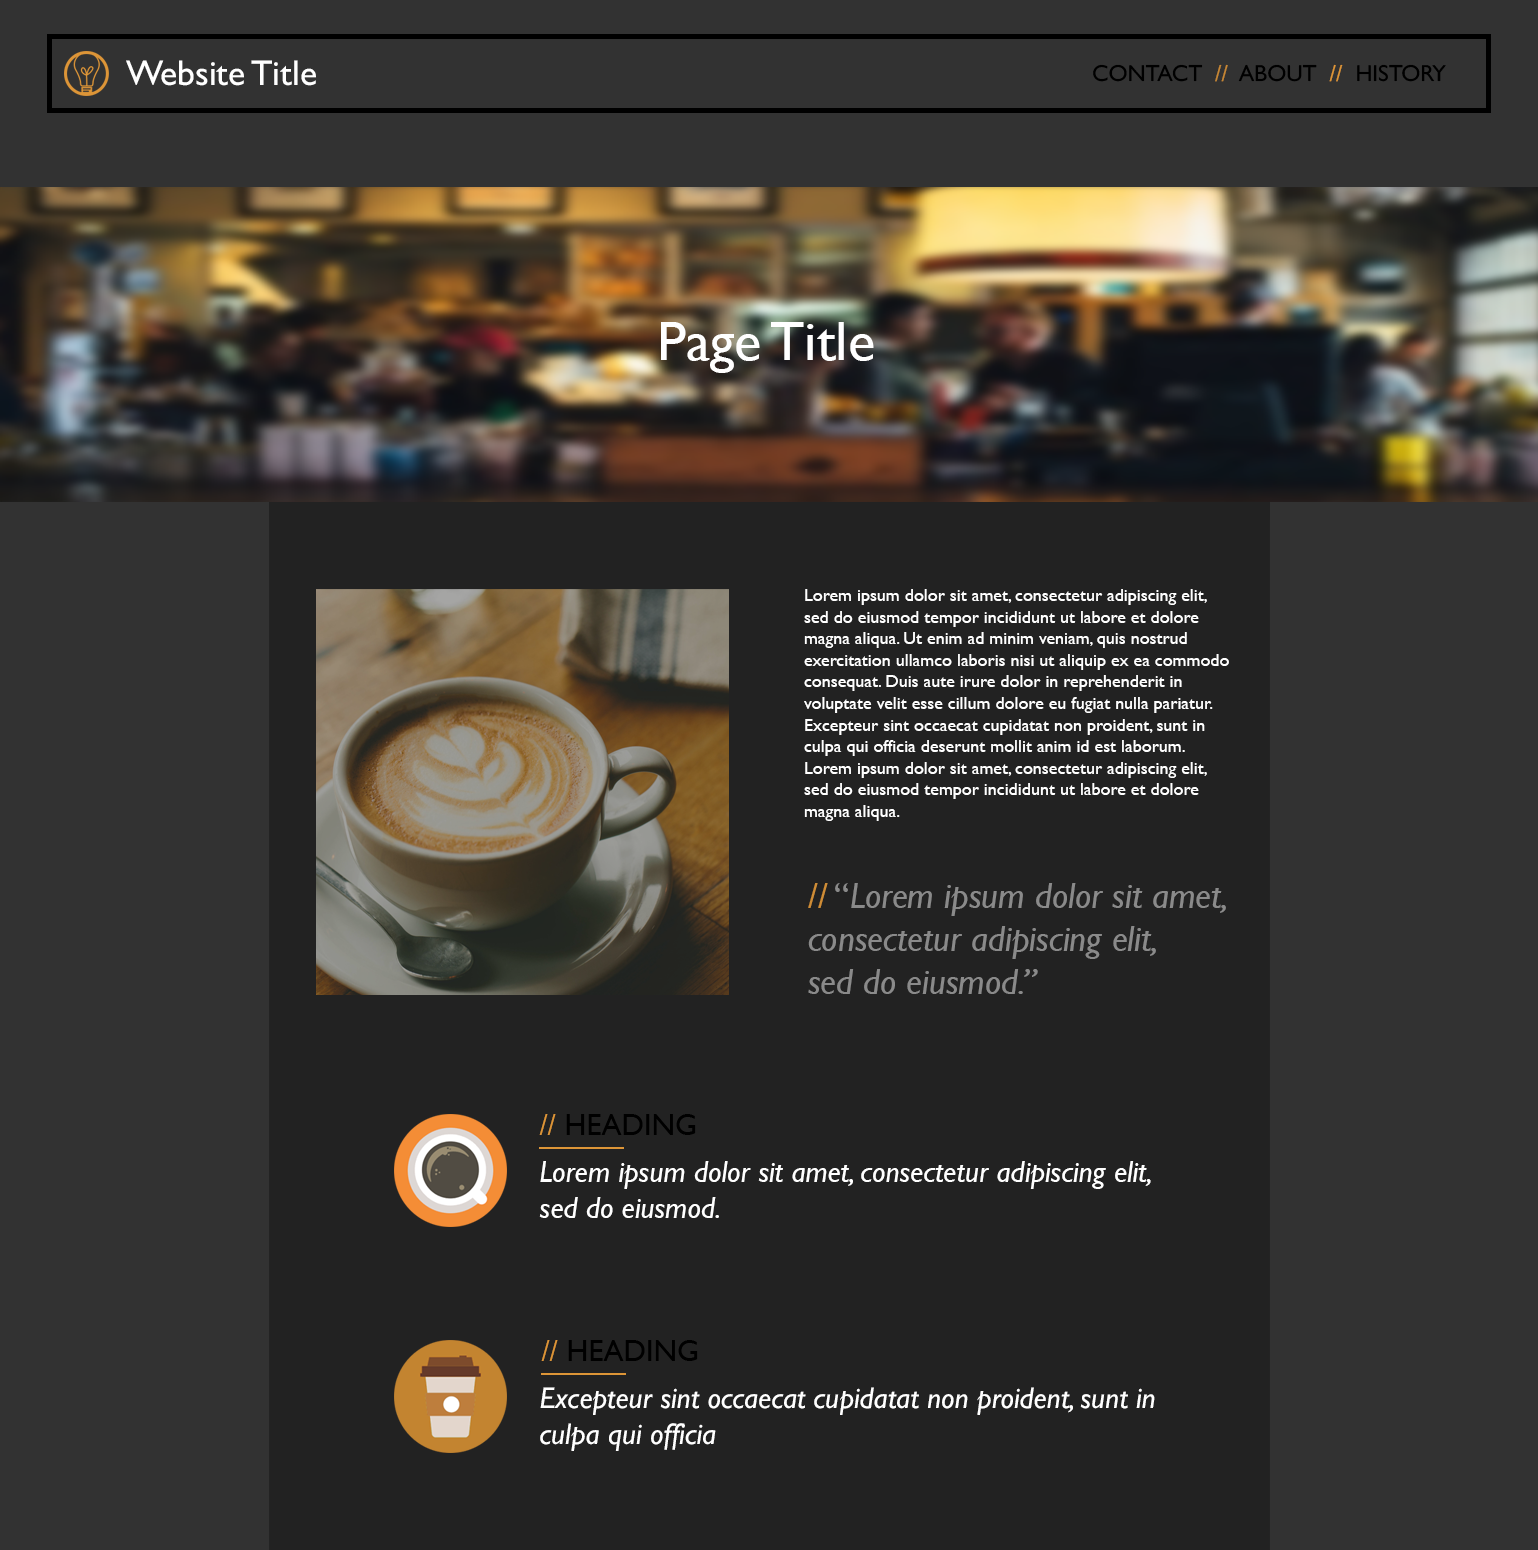 Website Title
CONTACT // ABOUT // HISTORY
Page Title
Lorem ipsum dolor sit amet, consectetur adipiscing elit,
sed do eiusmod tempor incididunt ut labore et dolore
magna aliqua. Ut enim ad minim veniam, quis nostrud
exercitation ullamco laboris nisi ut aliquip ex ea commodo
consequat. Duis aute irure dolor in reprehenderit in
voluptate velit esse cillum dolore eu fugiat nulla pariatur.
Excepteur sint occaecat cupidatat non proident, sunt in
culpa qui officia deserunt mollit anim id est laborum.
Lorem ipsum dolor sit amet, consectetur adipiscing elit,
sed do eiusmod tempor incididunt ut labore et dolore
magna aliqua.
// “Lorem ipsum dolor sit amet,
consectetur adipiscing elit,
sed do eiusmod.”
// HEADING
Lorem ipsum dolor sit amet, consectetur adipiscing elit,
sed do eiusmod.
// HEADING
Excepteur sint occaecat cupidatat non proident, sunt in
culpa qui officia